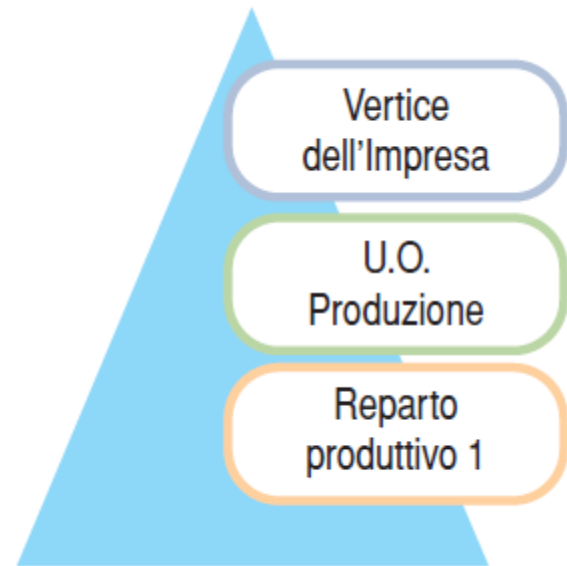 Vertice
dell’Impresa
U.O.
Produzione
Reparto
produttivo 1